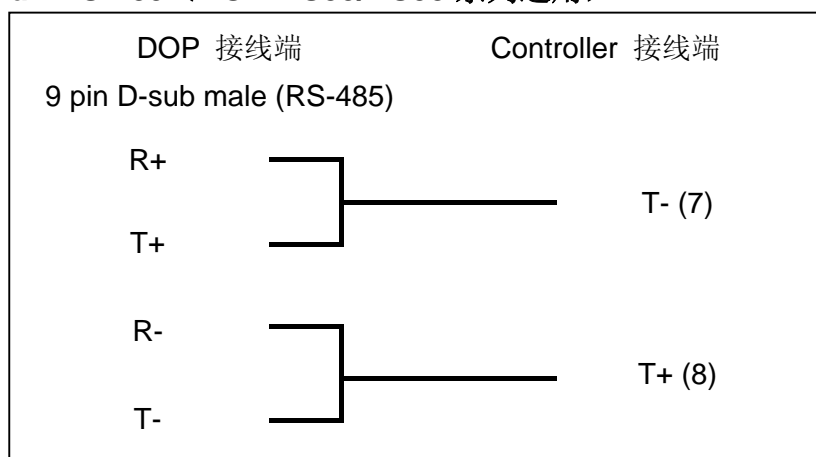 DOP 接线端 Controller 接线端
9 pin D-sub male (RS-485)
R+
T- (7)
T+
R-
T+ (8)
T-